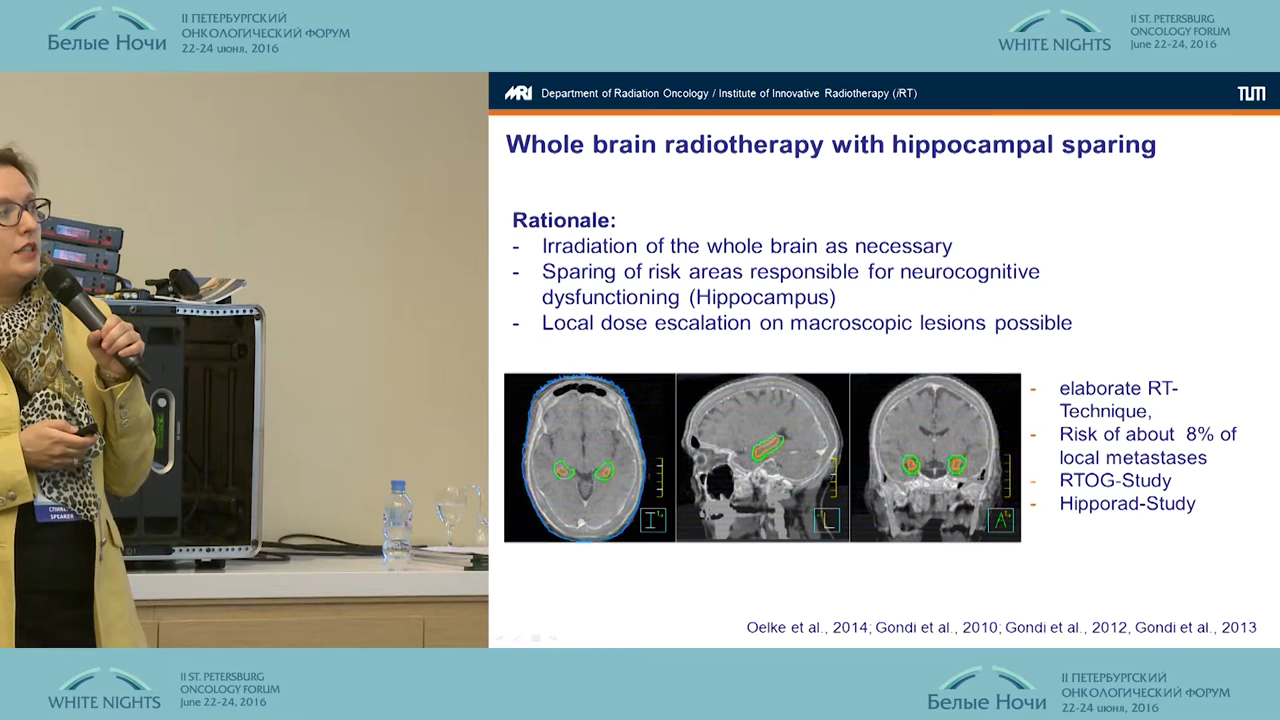 II ПЕТЕРБУРГСКИЙ
ОНКОЛОГИЧЕСКИЙ ФОРУМ
Белые Ночи
22-24 июня, 2016
II ST. PETERSBURG
ONCOLOGY FORUM
WHITE NIGHTS
June 22-24, 2016
MRI
Department of Radiation Oncology / Institute of Innovative Radiotherapy (iRT)
TUM
Whole brain radiotherapy with hippocampal sparing
Rationale:
- Irradiation of the whole brain as necessary
- Sparing of risk areas responsible for neurocognitive
dysfunctioning (Hippocampus)
- Local dose escalation on macroscopic lesions possible
- elaborate RT-
Technique,
- Risk of about 8% of
local metastases
- RTOG-Study
- Hipporad-Study
I
L
A
SPEAKER
Oelke et al., 2014; Gondi et al., 2010; Gondi et al., 2012, Gondi et al., 2013
II ST. PETERSBURG
ONCOLOGY FORUM
WHITE NIGHTS
June 22-24, 2016
II ПЕТЕРБУРГСКИЙ
ОНКОЛОГИЧЕСКИЙ ФОРУМ
Белые Ночи
22-24 июня, 2016